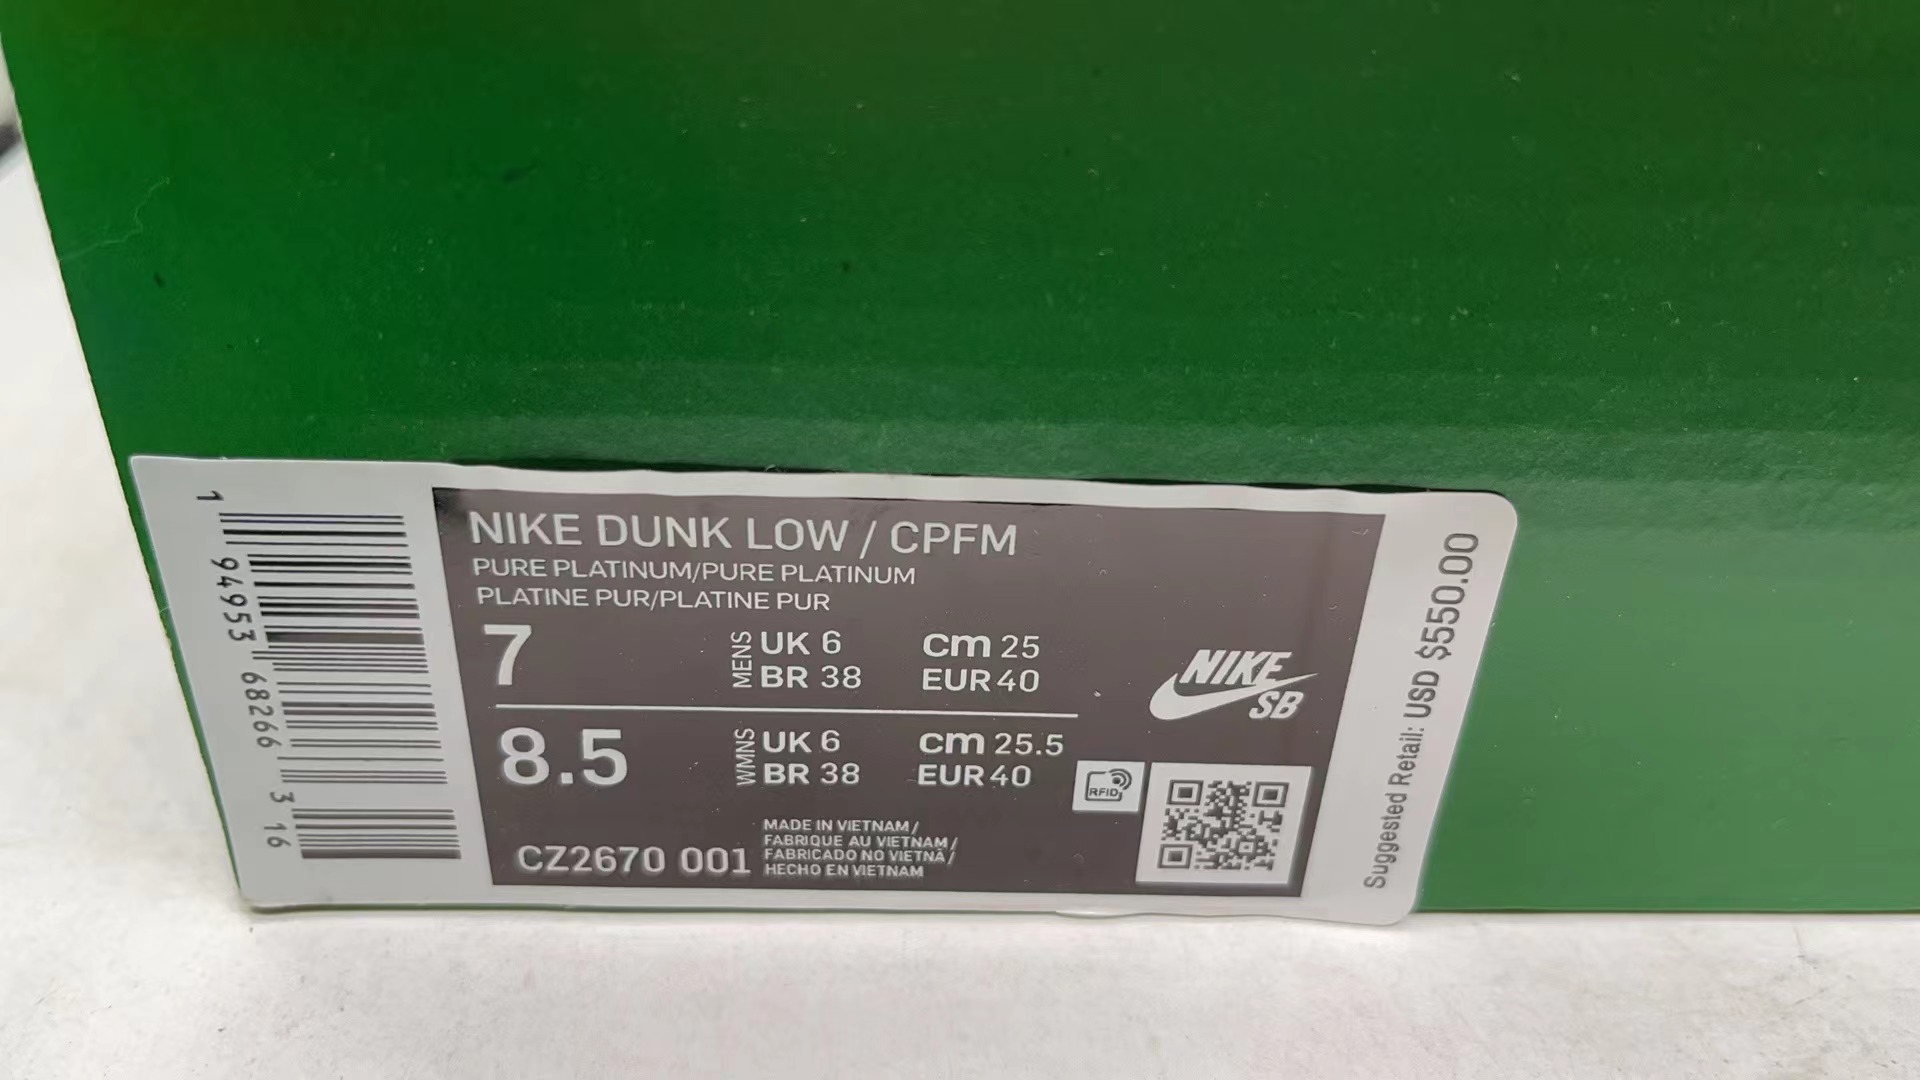 1 94953 68266 3 16
NIKE DUNK LOW / CPFM
PURE PLATINUM/PURE PLATINUM
PLATINE PUR/PLATINE PUR
7 MENS UK 6 cm 25
BR 38 EUR 40
8.5 WMNS UK 6 cm 25.5
BR 38 EUR 40
CZ2670 001
MADE IN VIETNAM /
FABRIQUE AU VIETNAM /
FABRICADO NO VIETNÃ /
HECHO EN VIETNAM
NIKE
SB
RFID
Suggested Retail: USD $550.00